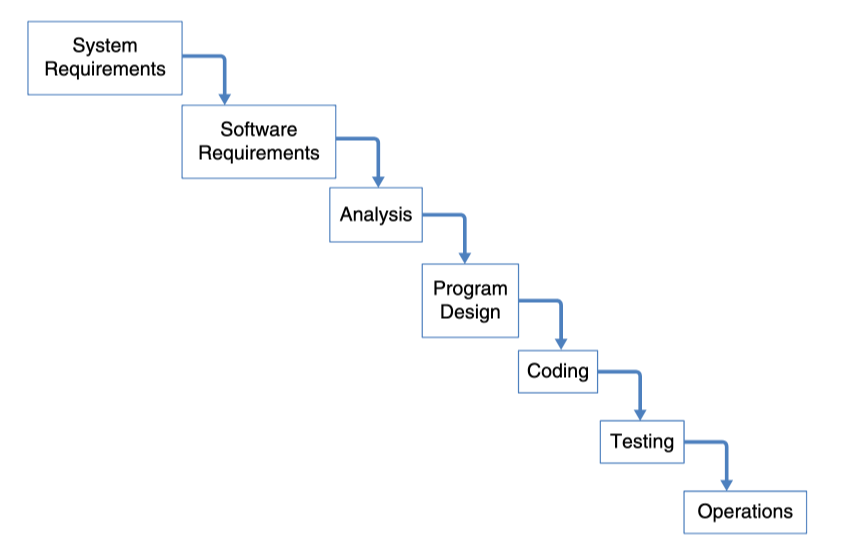 System
Requirements
Software
Requirements
Analysis
Program
Design
Coding
Testing
Operations